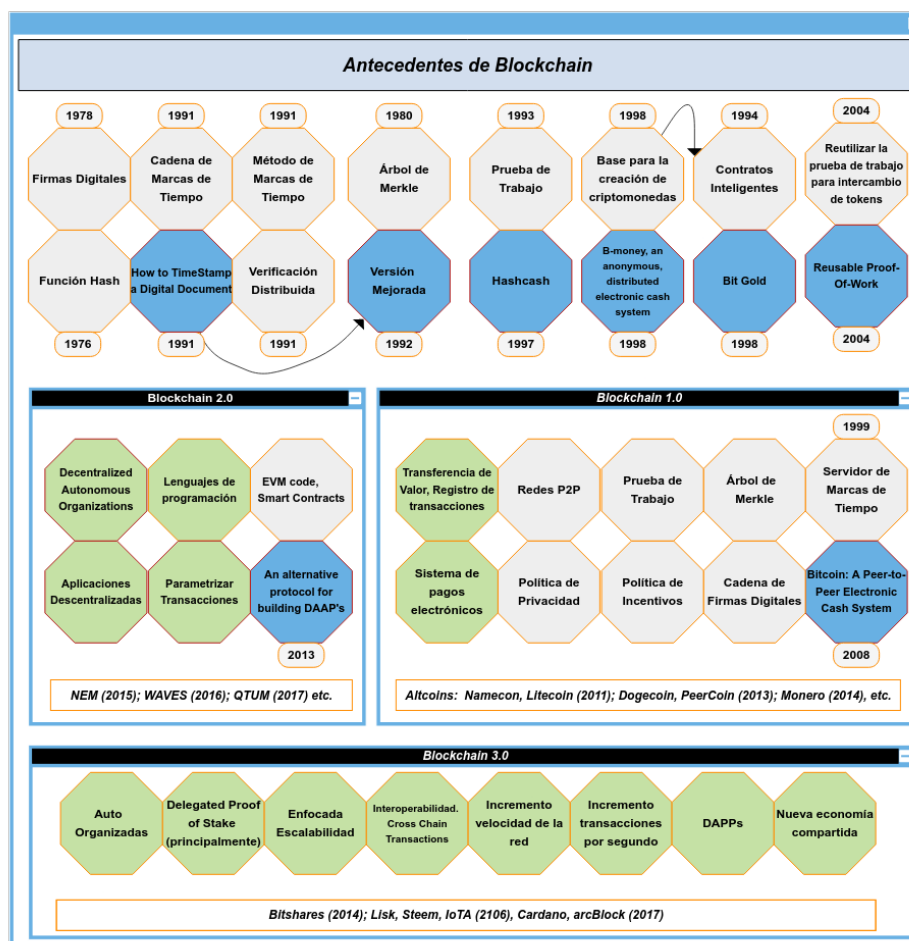 Antecedentes de Blockchain
1978
1991
1991
1980
1993
1998
1994
2004
Firmas Digitales
Cadena de
Marcas de
Tiempo
Método de
Marcas de
Tiempo
Árbol de
Merkle
Prueba de
Trabajo
Base para la
creación de
criptomonedas
Contratos
Inteligentes
Reutilizar la
prueba de trabajo
para intercambio
de tokens
Función Hash
How to TimeStamp
a Digital Document
Verificación
Distribuida
Versión
Mejorada
Hashcash
B-money, an
anonymous,
distributed
electronic cash
system
Bit Gold
Reusable Proof-
Of-Work
1976
1991
1991
1992
1997
1998
1998
2004
Blockchain 2.0
Decentralized
Autonomous
Organizations
Lenguajes de
programación
EVM code,
Smart Contracts
Aplicaciones
Descentralizadas
Parametrizar
Transacciones
An alternative
protocol for
building DAAP's
2013
NEM (2015); WAVES (2016); QTUM (2017) etc.
Blockchain 1.0
1999
Transferencia de
Valor, Registro de
transacciones
Redes P2P
Prueba de
Trabajo
Árbol de
Merkle
Servidor de
Marcas de
Tiempo
Sistema de
pagos
electrónicos
Política de
Privacidad
Política de
Incentivos
Cadena de
Firmas Digitales
Bitcoin: A Peer-to-
Peer Electronic
Cash System
2008
Altcoins: Namecon, Litecoin (2011); Dogecoin, PeerCoin (2013); Monero (2014), etc.
Blockchain 3.0
Auto
Organizadas
Delegated Proof
of Stake
(principalmente)
Enfocada
Escalabilidad
Interoperabilidad.
Cross Chain
Transactions
Incremento
velocidad de la
red
Incremento
transacciones
por segundo
DAPPs
Nueva economía
compartida
Bitshares (2014); Lisk, Steem, IoTA (2106), Cardano, arcBlock (2017)